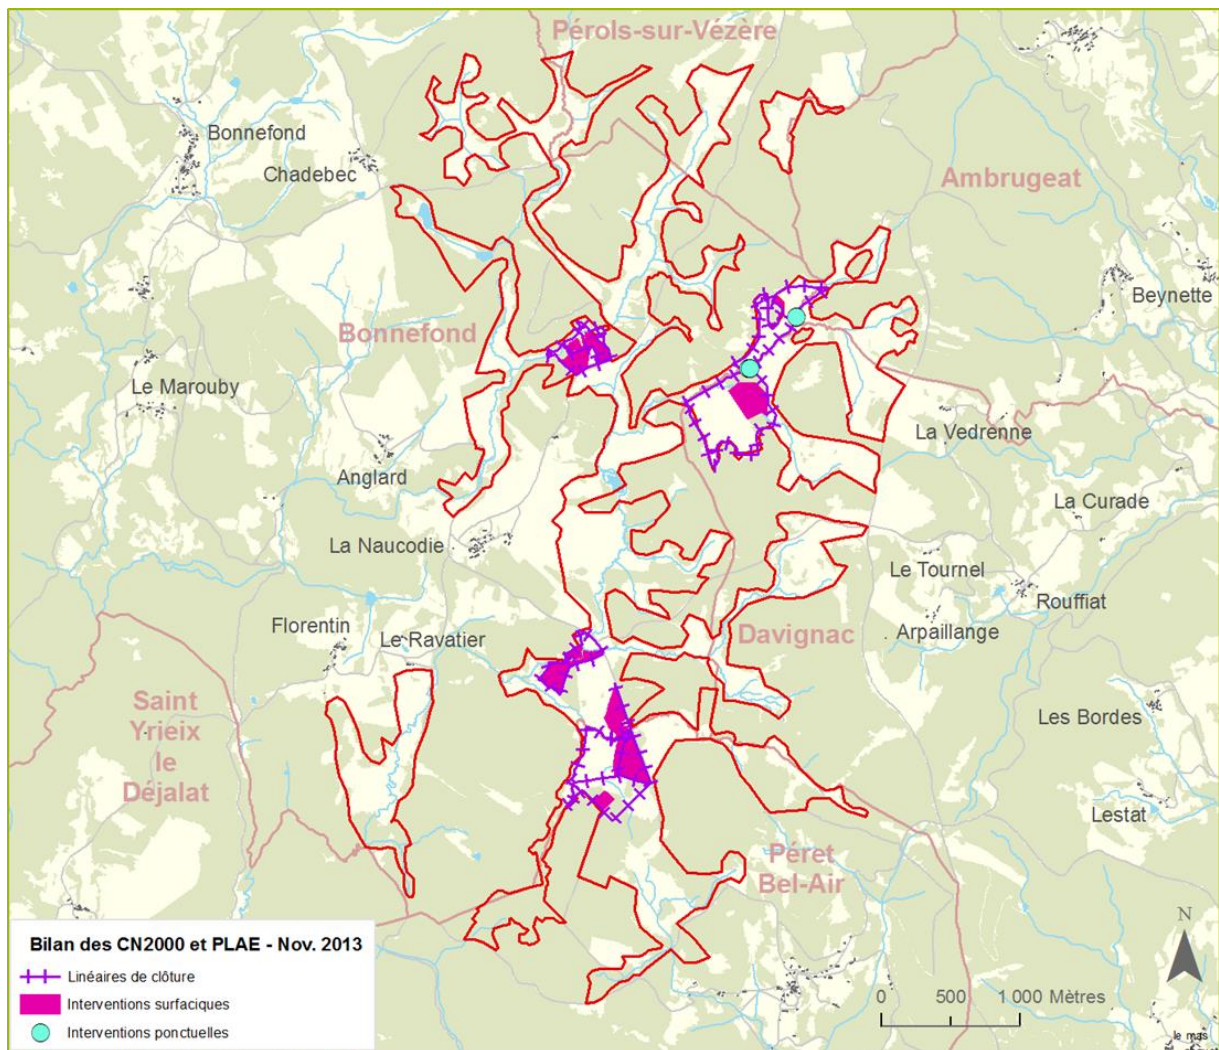 Pérols-sur-Vézère
Bonnefond
Chadebec
Ambrugeat
Beynette
Bonnefond
Le Marouby
La Vedrenne
Anglard
La Curade
La Naucodie
Le Tournel
Rouffiat
Florentin
Le Ravatier
Davignac
Arpaillange
Saint
Yrieix
le
Déjalat
Les Bordes
Lestat
Péret
Bel-Air
N
Bilan des CN2000 et PLAE - Nov. 2013
Linéaires de clôture
Interventions surfaciques
Interventions ponctuelles
0 500 1 000 Mètres
le mas